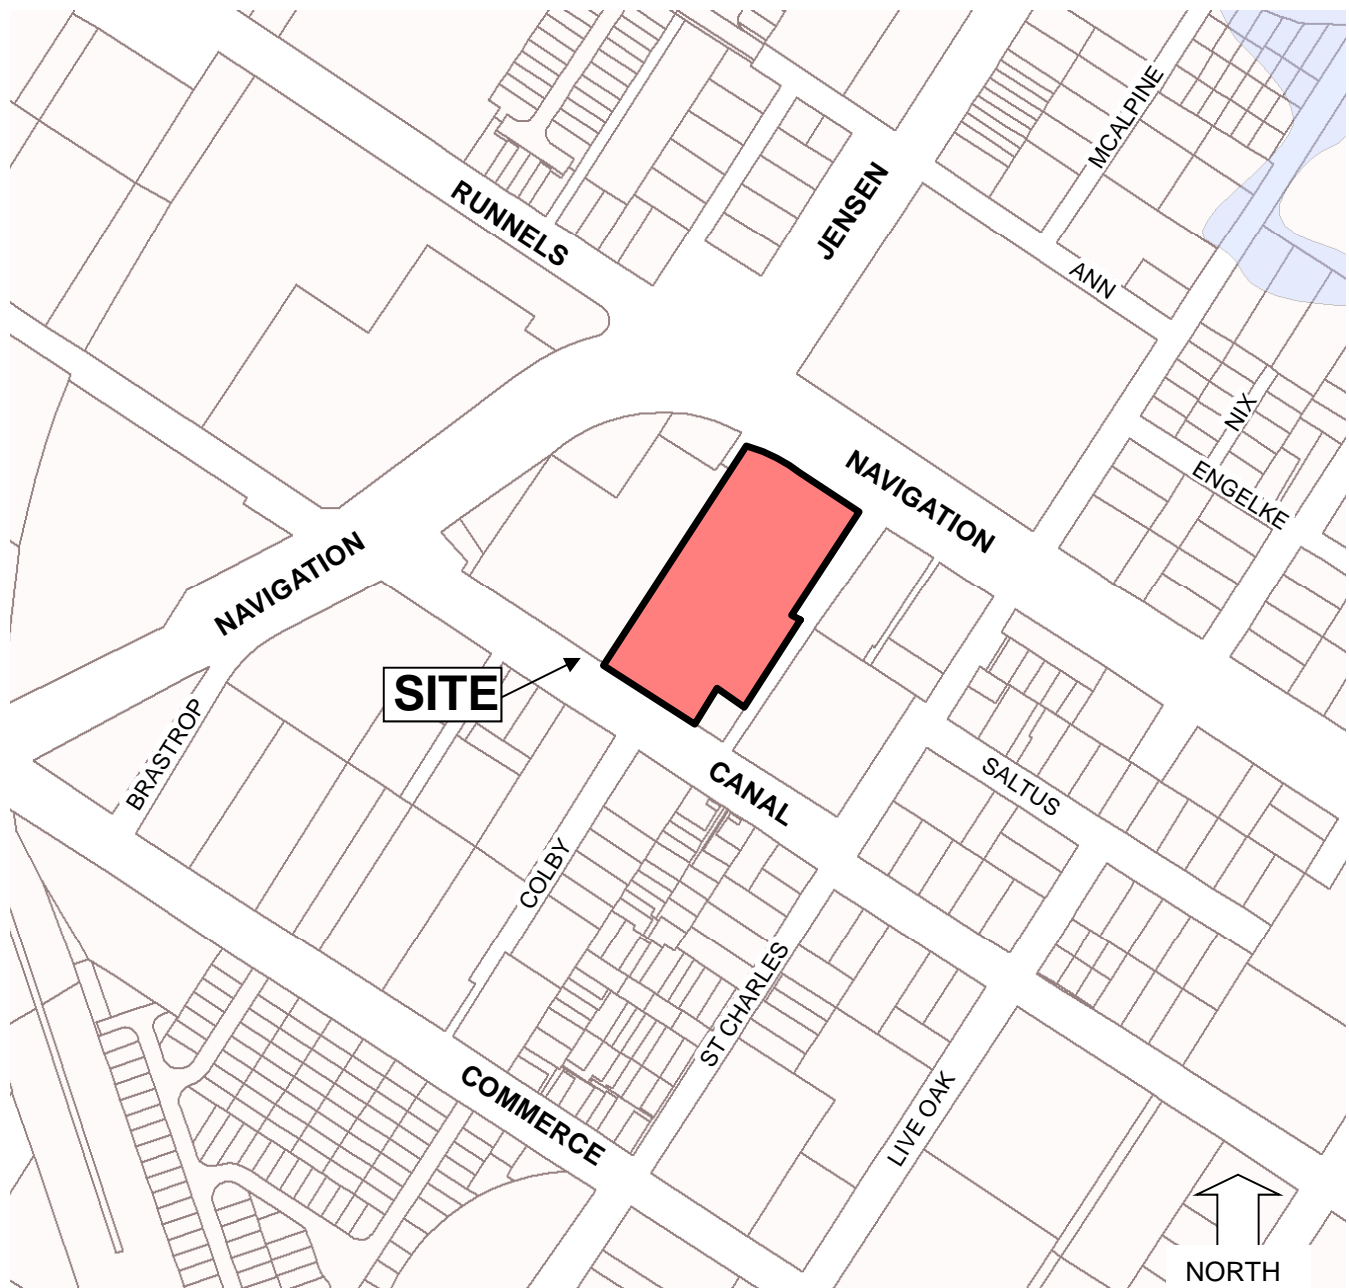 MCALPINE
RUNNELS
JENSEN
ANN
NIX
NAVIGATION
ENGELKE
NAVIGATION
SITE
BRASTROP
CANAL
SALTUS
COLBY
ST CHARLES
COMMERCE
LIVE OAK
NORTH